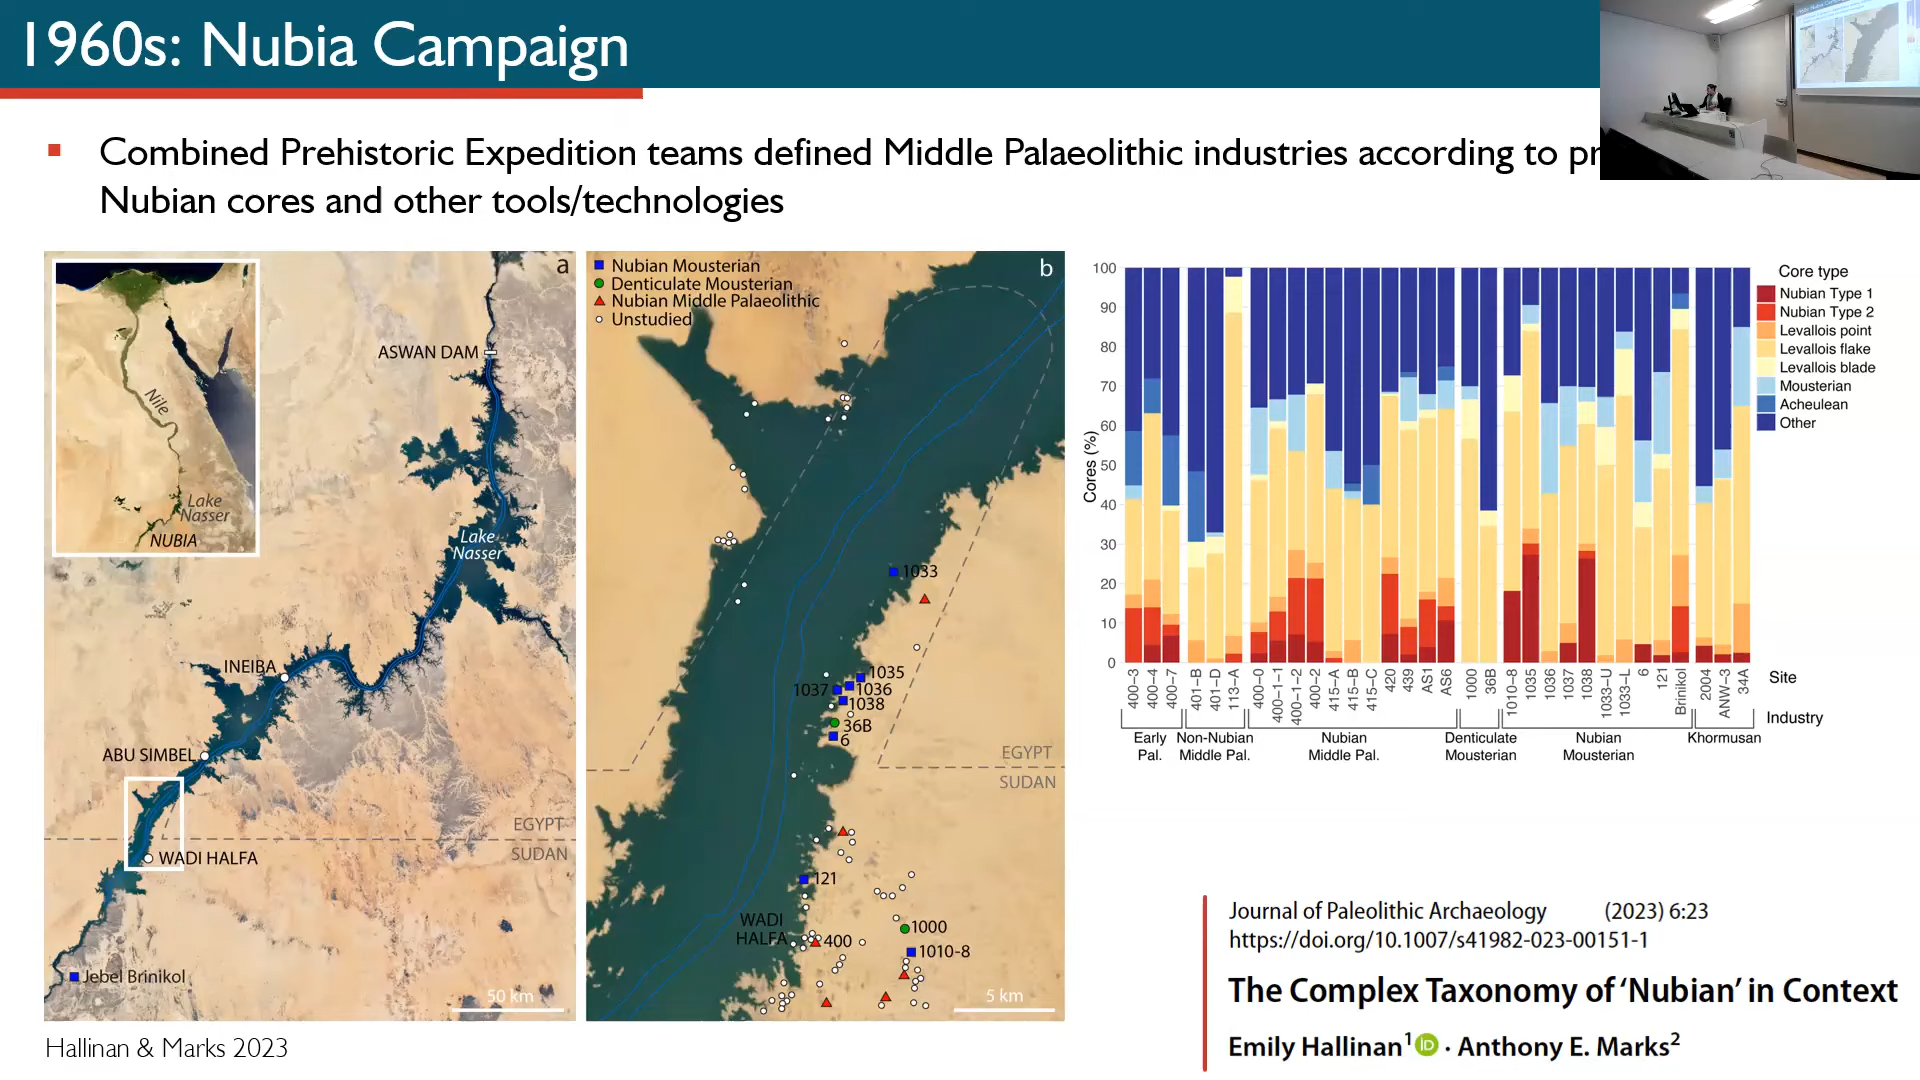 1960s: Nubia Campaign
Combined Prehistoric Expedition teams defined Middle Palaeolithic industries according to
Nubian cores and other tools/technologies
a
Nile
Lake
Nasser
NUBIA
ASWAN DAM
Lake
Nasser
INEIBA
ABU SIMBEL
EGYPT
SUDAN
WADI HALFA
Jebel Brinikol
50 km
b
Nubian Mousterian
Denticulate Mousterian
Nubian Middle Palaeolithic
Unstudied
1033
1035
1037
1036
1038
36B
6
EGYPT
SUDAN
121
WADI
HALFA
400
1000
1010-8
5 km
Cores (%)
100
90
80
70
60
50
40
30
20
10
0
Core type
Nubian Type 1
Nubian Type 2
Levallois point
Levallois flake
Levallois blade
Mousterian
Acheulean
Other
400-3
400-4
400-7
401-B
401-D
113-A
400-0
400-1-1
400-1-2
400-2
415-A
415-B
415-C
420
439
AS1
AS6
1000
36B
1010-8
1035
1036
1037
1038
1033-U
1033-L
6
121
Brinikol
2004
ANW-3
34A
Site
Industry
Early
Pal.
Non-Nubian
Middle Pal.
Nubian
Middle Pal.
Denticulate
Mousterian
Nubian
Mousterian
Khormusan
Journal of Paleolithic Archaeology (2023) 6:23
https://doi.org/10.1007/s41982-023-00151-1
The Complex Taxonomy of ‘Nubian’ in Context
Emily Hallinan1 iD · Anthony E. Marks2
Hallinan & Marks 2023